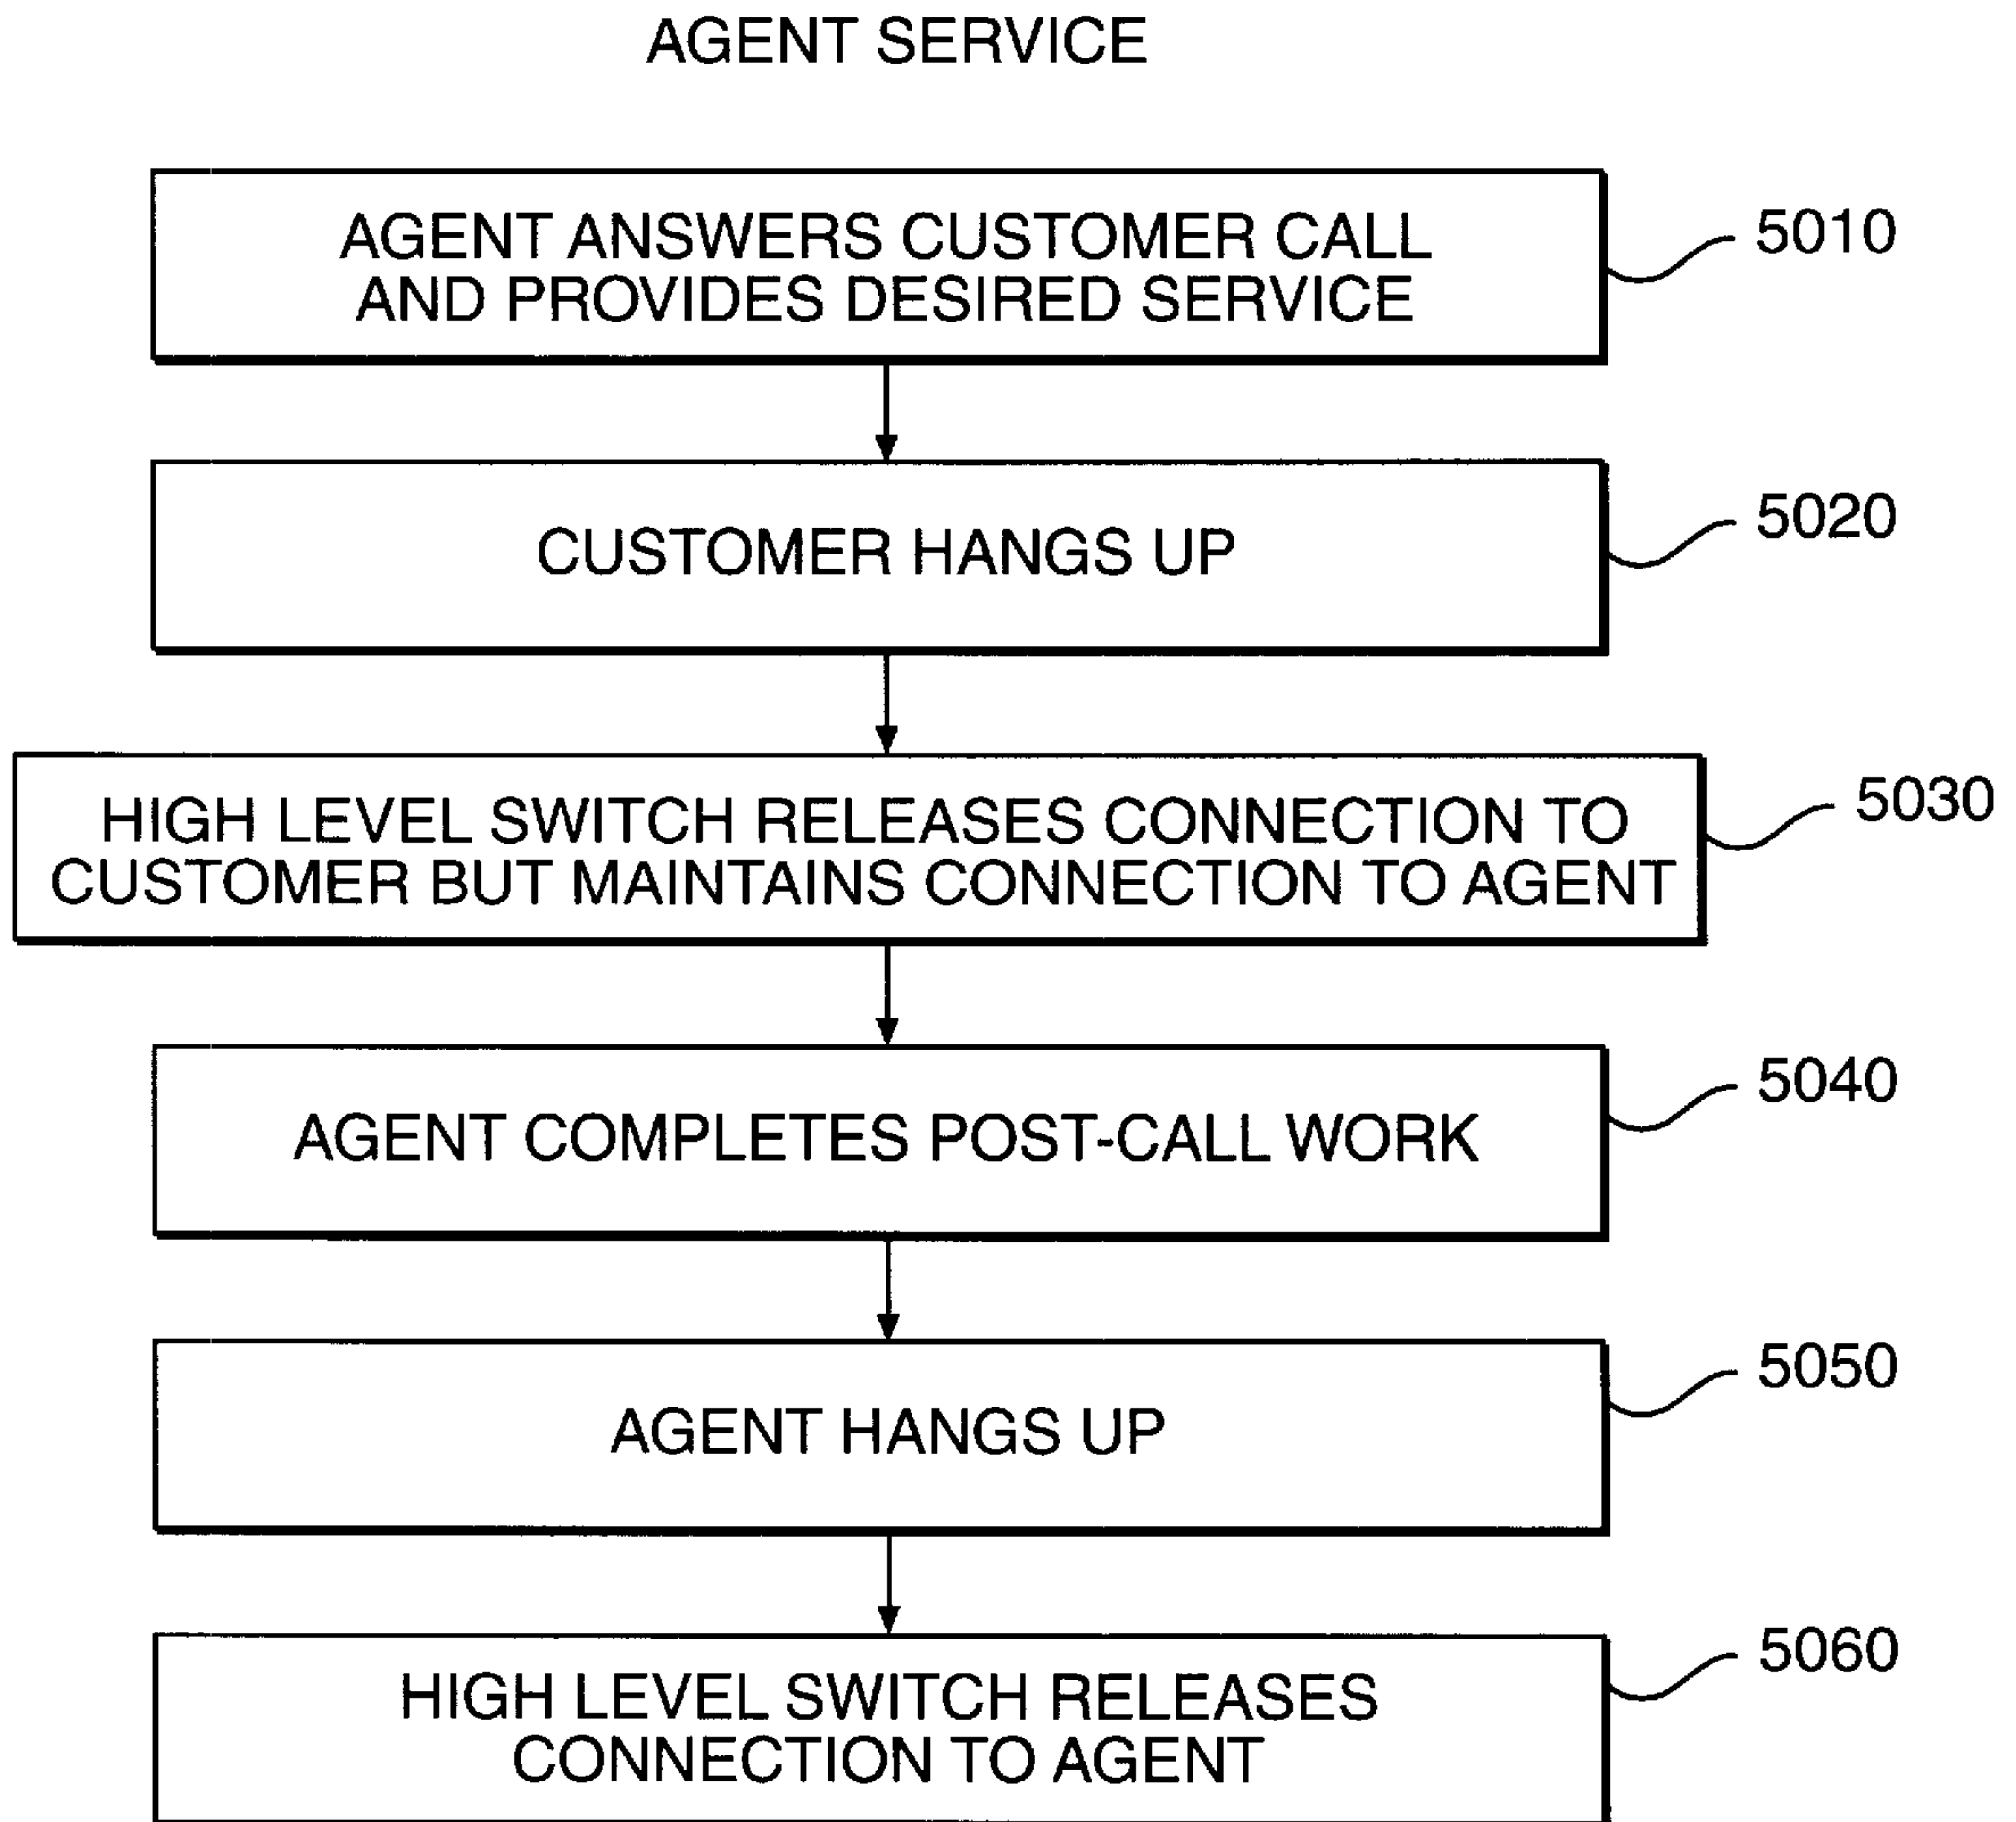 AGENT SERVICE
AGENT ANSWERS CUSTOMER CALL
AND PROVIDES DESIRED SERVICE
5010
CUSTOMER HANGS UP
5020
HIGH LEVEL SWITCH RELEASES CONNECTION TO
CUSTOMER BUT MAINTAINS CONNECTION TO AGENT
5030
AGENT COMPLETES POST-CALL WORK
5040
AGENT HANGS UP
5050
HIGH LEVEL SWITCH RELEASES
CONNECTION TO AGENT
5060